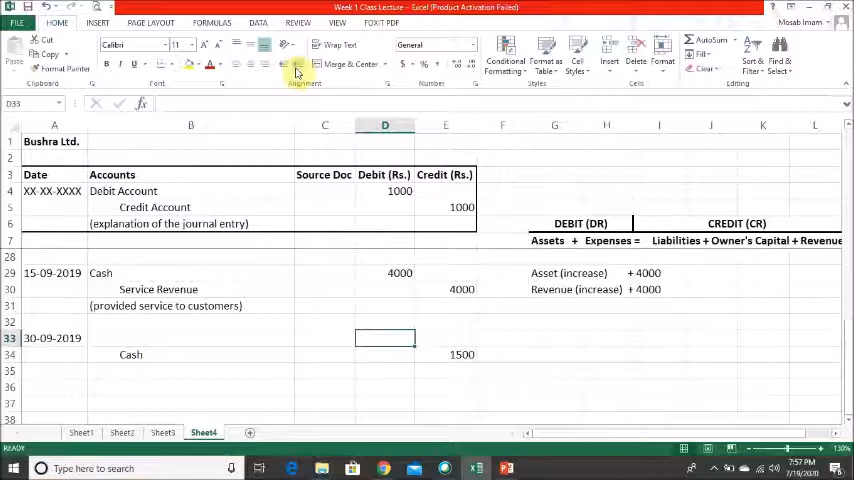 Week 1 Class Lecture - Excel (Product Activation Failed)
FILE HOME INSERT PAGE LAYOUT FORMULAS DATA REVIEW VIEW FOXIT PDF Mosab Imam
Cut
Copy
Format Painter
Paste
Clipboard
Calibri 11
B I U
Font
Wrap Text
Merge & Center
Alignment
General
$ % ,
Number
Conditional Formatting
Format as Table
Cell Styles
Styles
Insert Delete Format
Cells
AutoSum
Fill
Clear
Sort & Filter
Find & Select
Editing
D33 fx
A B C D E F G H I J K L
1 Bushra Ltd.
2
3 Date Accounts Source Doc Debit (Rs.) Credit (Rs.)
4 XX-XX-XXXX Debit Account 1000
5 Credit Account 1000
6 (explanation of the journal entry) DEBIT (DR) CREDIT (CR)
7 Assets + Expenses = Liabilities + Owner's Capital + Revenue
28
29 15-09-2019 Cash 4000 Asset (increase) + 4000
30 Service Revenue 4000 Revenue (increase) + 4000
31 (provided service to customers)
32
33 30-09-2019
34 Cash 1500
35
36
37
38
Sheet1 Sheet2 Sheet3 Sheet4
READY 130%
Type here to search
7:57 PM
7/19/2020